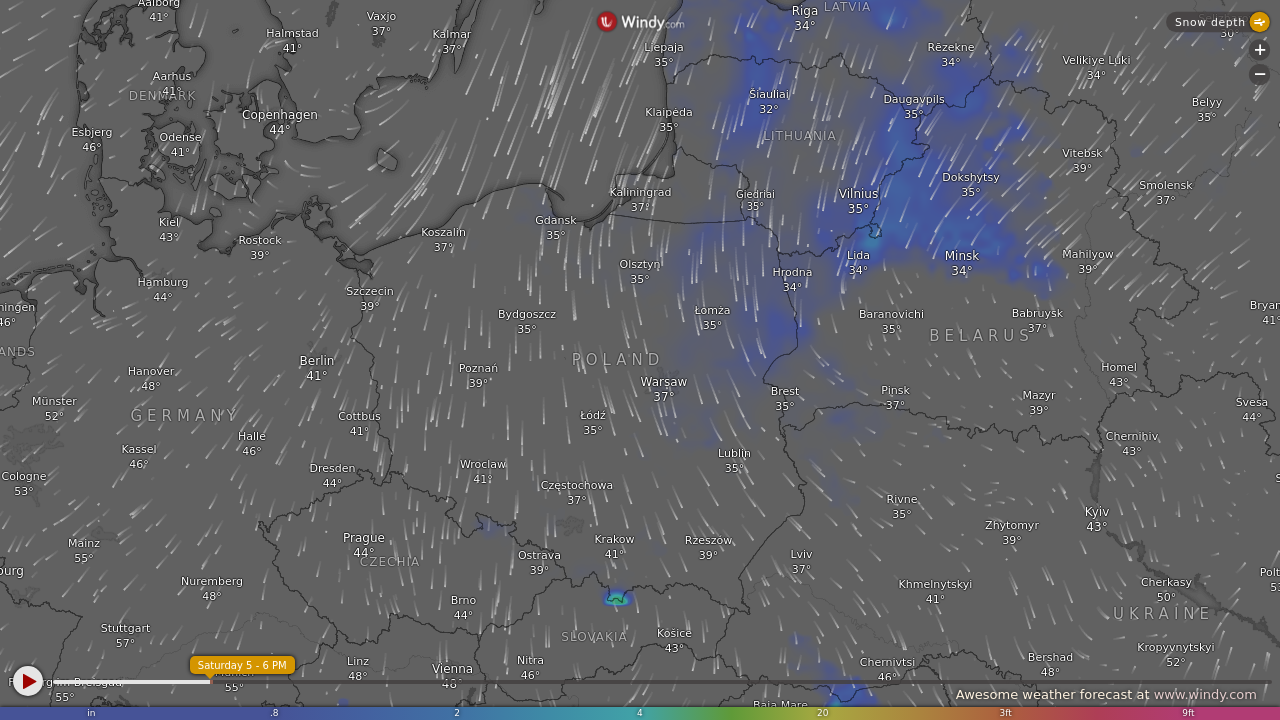 Aalborg
41°
Vaxjo
37°
Windy.com
Riga
34°
LATVIA
Snow depth
Halmstad
41°
Kalmar
37°
Liepaja
35°
Rēzekne
34°
30°
+
Velikiye Luki
34°
−
Aarhus
41°
DENMARK
Šiauliai
32°
Daugavpils
35°
Belyy
35°
Copenhagen
44°
Klaipėda
35°
Esbjerg
46°
Odense
41°
LITHUANIA
Vitebsk
39°
Dokshytsy
35°
Smolensk
37°
Kaliningrad
37°
Giedriai
35°
Vilnius
35°
Kiel
43°
Gdansk
35°
Koszalin
37°
Rostock
39°
Lida
34°
Minsk
34°
Mahilyow
39°
Olsztyn
35°
Hrodna
34°
Hamburg
44°
Szczecin
39°
ningen
46°
Bydgoszcz
35°
Łomża
35°
Baranovichi
35°
Babruysk
37°
Bryan
41°
BELARUS
ANDS
Berlin
41°
POLAND
Hanover
48°
Poznań
39°
Warsaw
37°
Homel
43°
Brest
35°
Pinsk
37°
Mazyr
39°
Münster
52°
GERMANY
Cottbus
41°
Łódź
35°
Svesa
44°
Halle
46°
Chernihiv
43°
Kassel
46°
Lublin
35°
Dresden
44°
Wroclaw
41°
Cologne
53°
Częstochowa
37°
Rivne
35°
Kyiv
43°
Zhytomyr
39°
Mainz
55°
Prague
44°
CZECHIA
Krakow
41°
Rzeszow
39°
Ostrava
39°
Lviv
37°
burg
Nuremberg
48°
Khmelnytskyi
41°
Cherkasy
50°
Polt
Brno
44°
UKRAINE
Stuttgart
57°
SLOVAKIA
Košice
43°
Kropyvnytskyi
52°
Saturday 5 - 6 PM
Linz
48°
Vienna
46°
Nitra
46°
Chernivtsi
46°
Bershad
48°
55°
55°
Awesome weather forecast at www.windy.com
Baia Mare
in .8 2 4 20 3ft 9ft